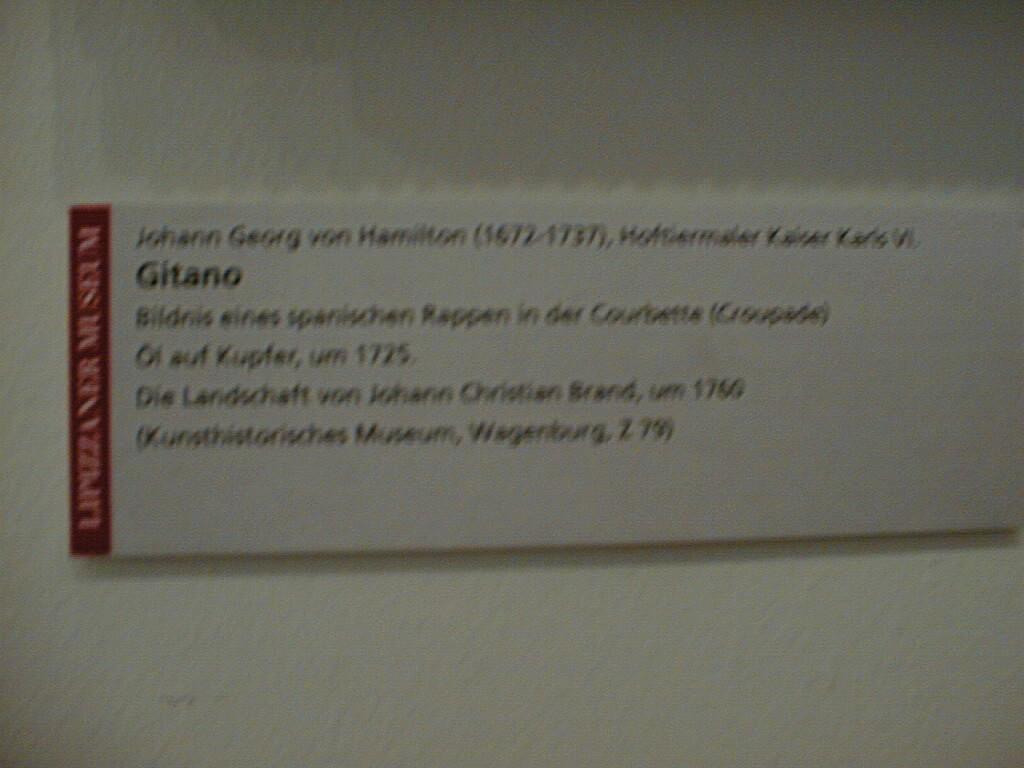 LIPIZZANER MUSEUM
Johann Georg von Hamilton (1672-1737), Hoftiermaler Kaiser Karls VI.
Gitano
Bildnis eines spanischen Rappen in der Courbette (Croupade)
Öl auf Kupfer, um 1725.
Die Landschaft von Johann Christian Brand, um 1760
(Kunsthistorisches Museum, Wagenburg, Z 79)